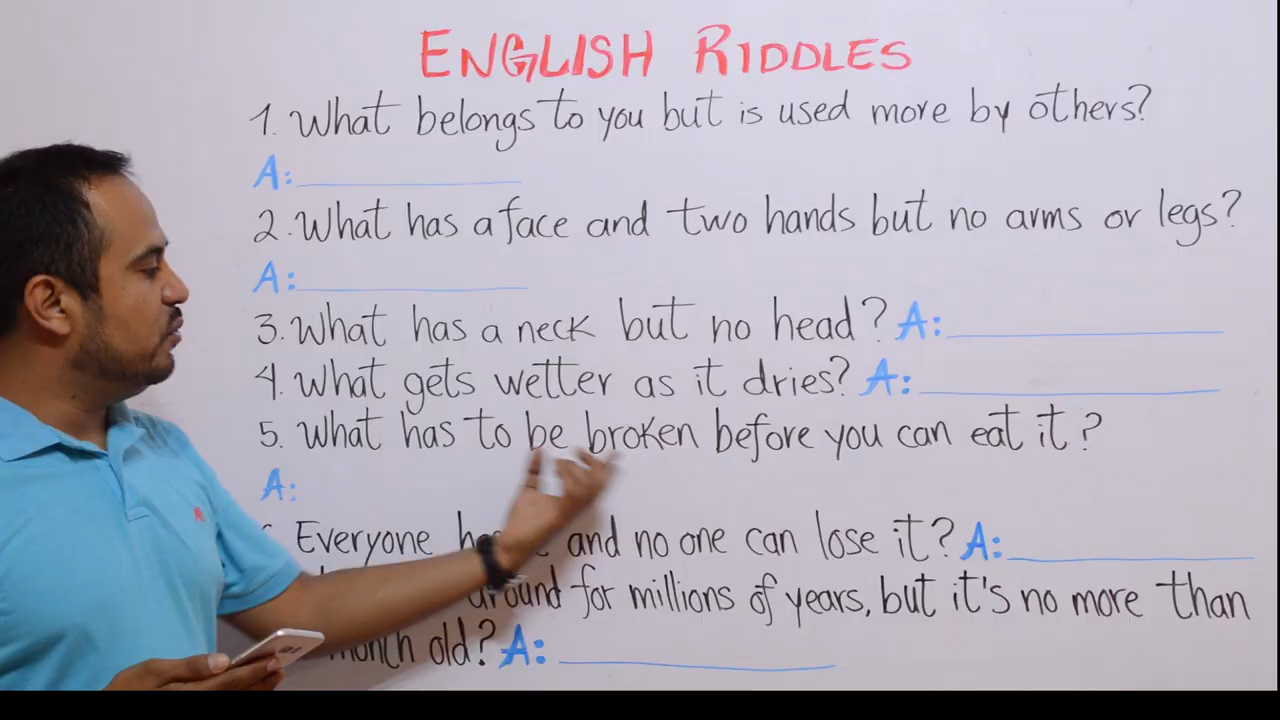 ENGLISH RIDDLES
1. What belongs to you but is used more by others?
A:
2. What has a face and two hands but no arms or legs?
A:
3. What has a neck but no head? A:
4. What gets wetter as it dries? A:
5. What has to be broken before you can eat it?
A:
Everyone and no one can lose it? A:
around for millions of years, but it's no more than
month old? A: